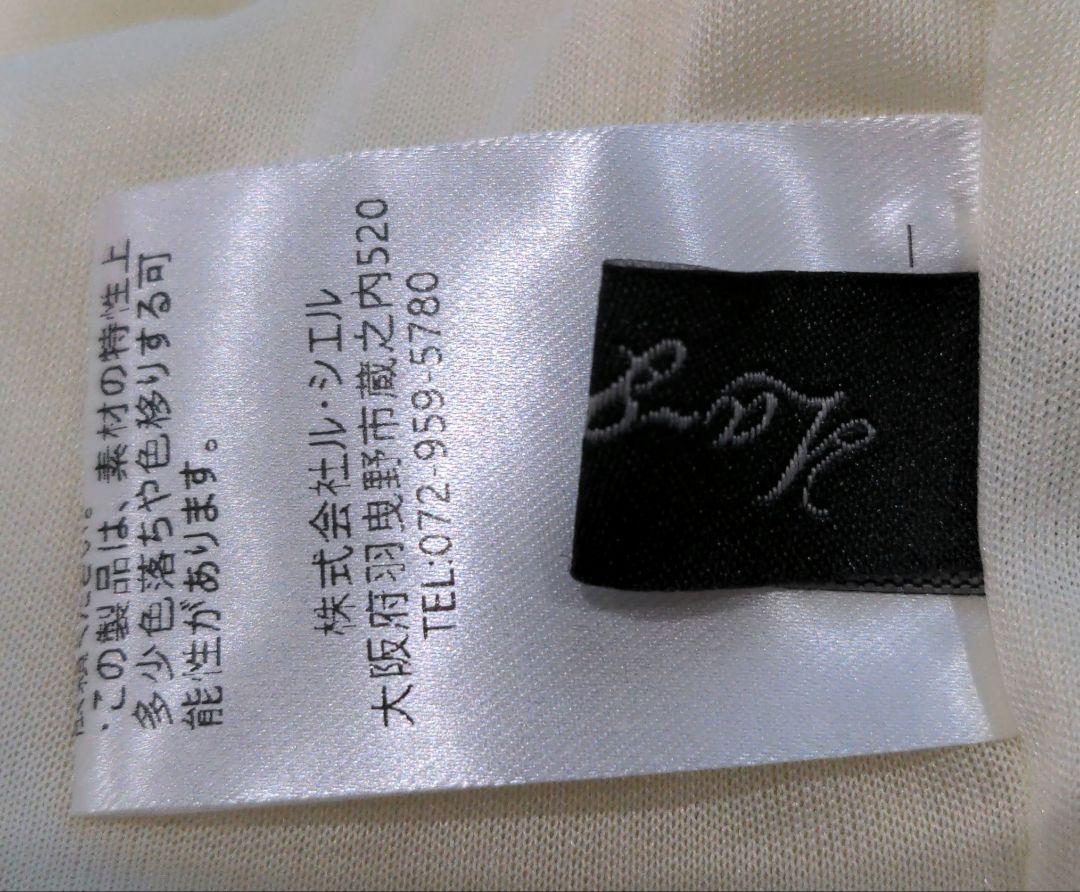 ・この製品は、素材の特性上
多少色落ちや色移りする可
能性があります。
株式会社ル・シエル
大阪府羽曳野市蔵之内520
TEL:072-959-5780
La-g